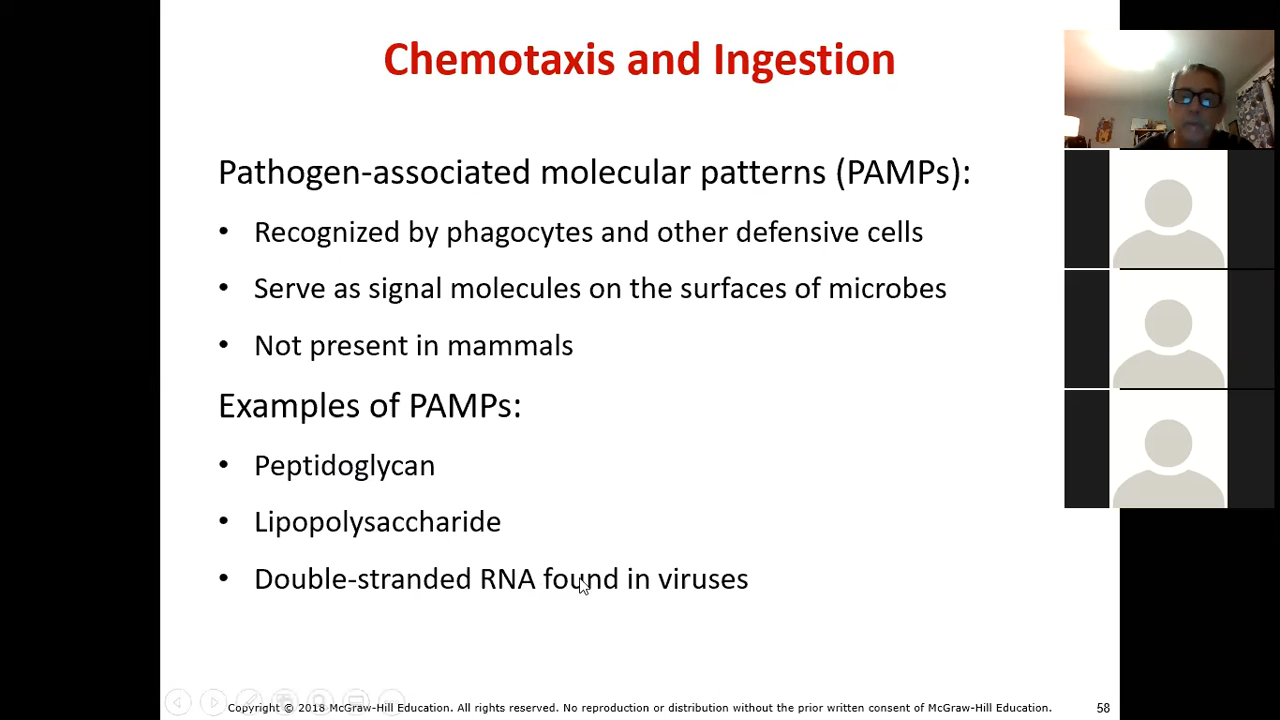 Chemotaxis and Ingestion
Pathogen-associated molecular patterns (PAMPs):
• Recognized by phagocytes and other defensive cells
• Serve as signal molecules on the surfaces of microbes
• Not present in mammals
Examples of PAMPs:
• Peptidoglycan
• Lipopolysaccharide
• Double-stranded RNA found in viruses
Copyright © 2018 McGraw-Hill Education. All rights reserved. No reproduction or distribution without the prior written consent of McGraw-Hill Education.
58